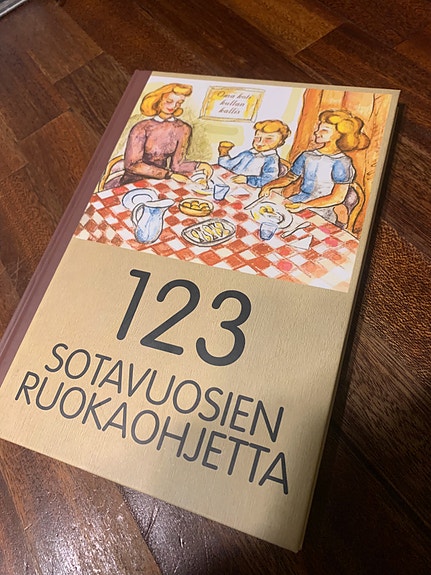 Oma koti
kullan
kallis
123
SOTAVUOSIEN
RUOKAOHJETTA